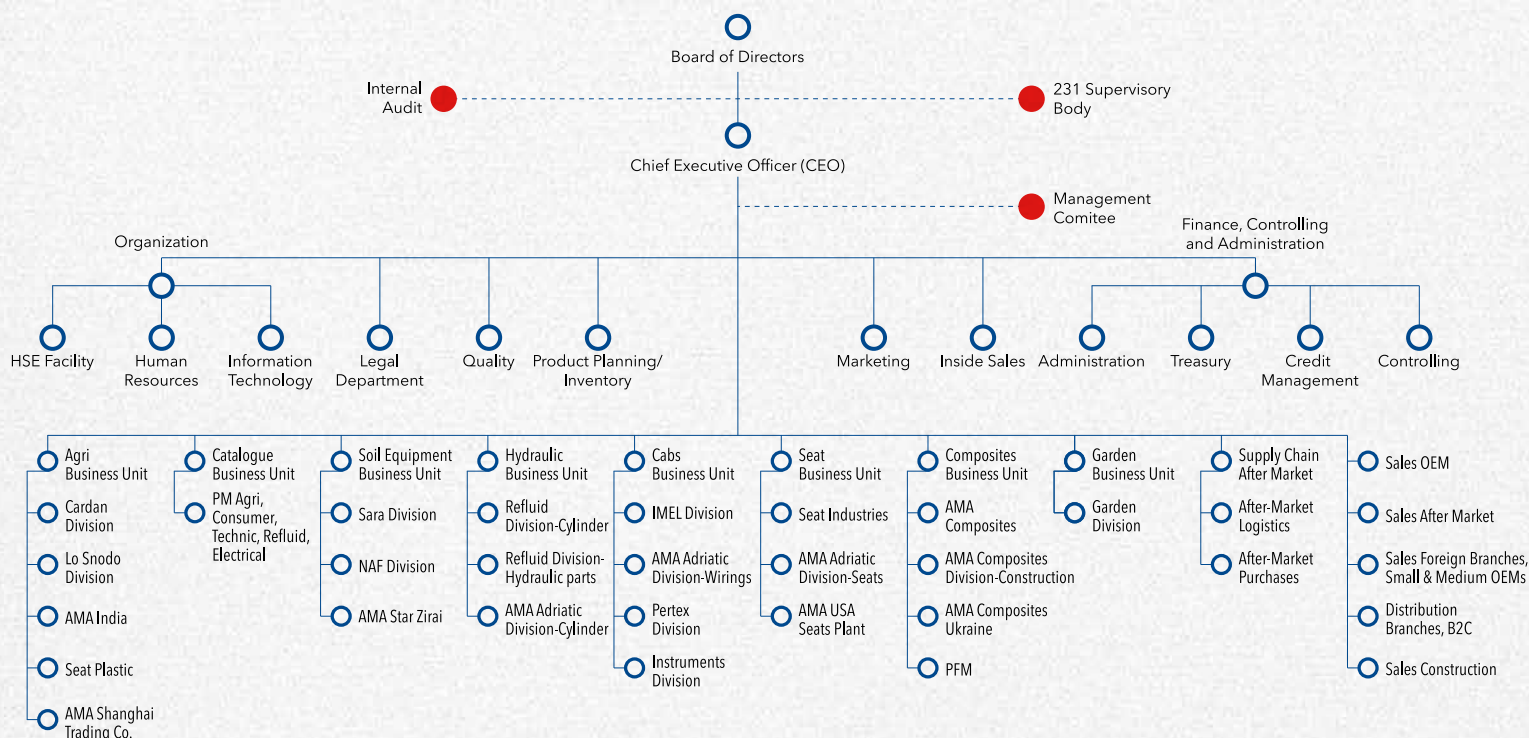 Board of Directors
Internal
Audit
231 Supervisory
Body
Chief Executive Officer (CEO)
Management
Comitee
Organization
Finance, Controlling
and Administration
HSE Facility
Human
Resources
Information
Technology
Legal
Department
Quality
Product Planning/
Inventory
Marketing
Inside Sales
Administration
Treasury
Credit
Management
Controlling
Agri
Business Unit
Cardan
Division
Lo Snodo
Division
AMA India
Seat Plastic
AMA Shanghai
Trading Co.
Catalogue
Business Unit
PM Agri,
Consumer,
Technic, Refluid,
Electrical
Soil Equipment
Business Unit
Sara Division
NAF Division
AMA Star Zirai
Hydraulic
Business Unit
Refluid
Division-Cylinder
Refluid Division-
Hydraulic parts
AMA Adriatic
Division-Cylinder
Cabs
Business Unit
IMEL Division
AMA Adriatic
Division-Wirings
Pertex
Division
Instruments
Division
Seat
Business Unit
Seat Industries
AMA Adriatic
Division-Seats
AMA USA
Seats Plant
Composites
Business Unit
AMA
Composites
AMA Composites
Division-Construction
AMA Composites
Ukraine
PFM
Garden
Business Unit
Garden
Division
Supply Chain
After Market
After-Market
Logistics
After-Market
Purchases
Sales OEM
Sales After Market
Sales Foreign Branches,
Small & Medium OEMs
Distribution
Branches, B2C
Sales Construction